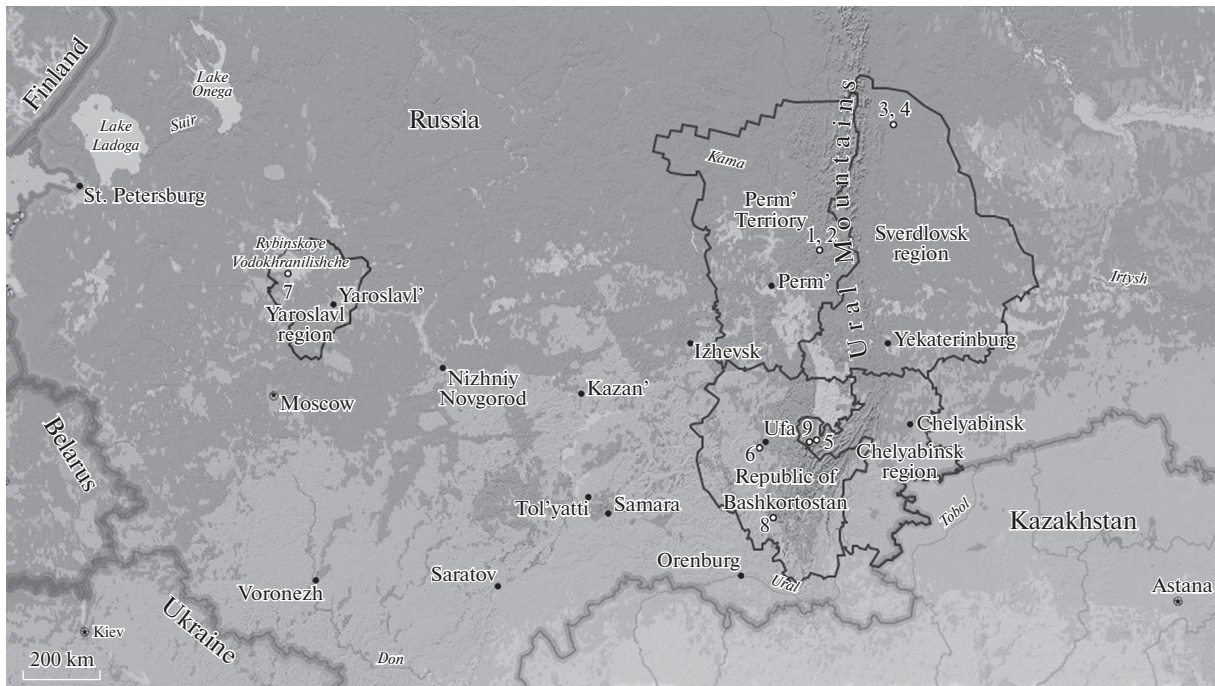 Finland
Lake
Onega
Lake
Ladoga
Suir
Russia
3, 4
Kama
St. Petersburg
Perm’
Terriory
1, 2
Ural Mountains
Sverdlovsk
region
Rybinskoye
Vodokhranilishche
7
Yaroslavl’
Yaroslavl
region
Perm’
Irtysh
Izhevsk
Yekaterinburg
Nizhniy
Novgorod
Kazan’
Moscow
Belarus
Ufa
9
5
6
Chelyabinsk
Chelyabinsk
region
Republic of
Bashkortostan
8
Tol’yatti
Samara
Tobol
Kazakhstan
Orenburg
Ural
Saratov
Voronezh
Astana
Ukraine
Kiev
Don
200 km